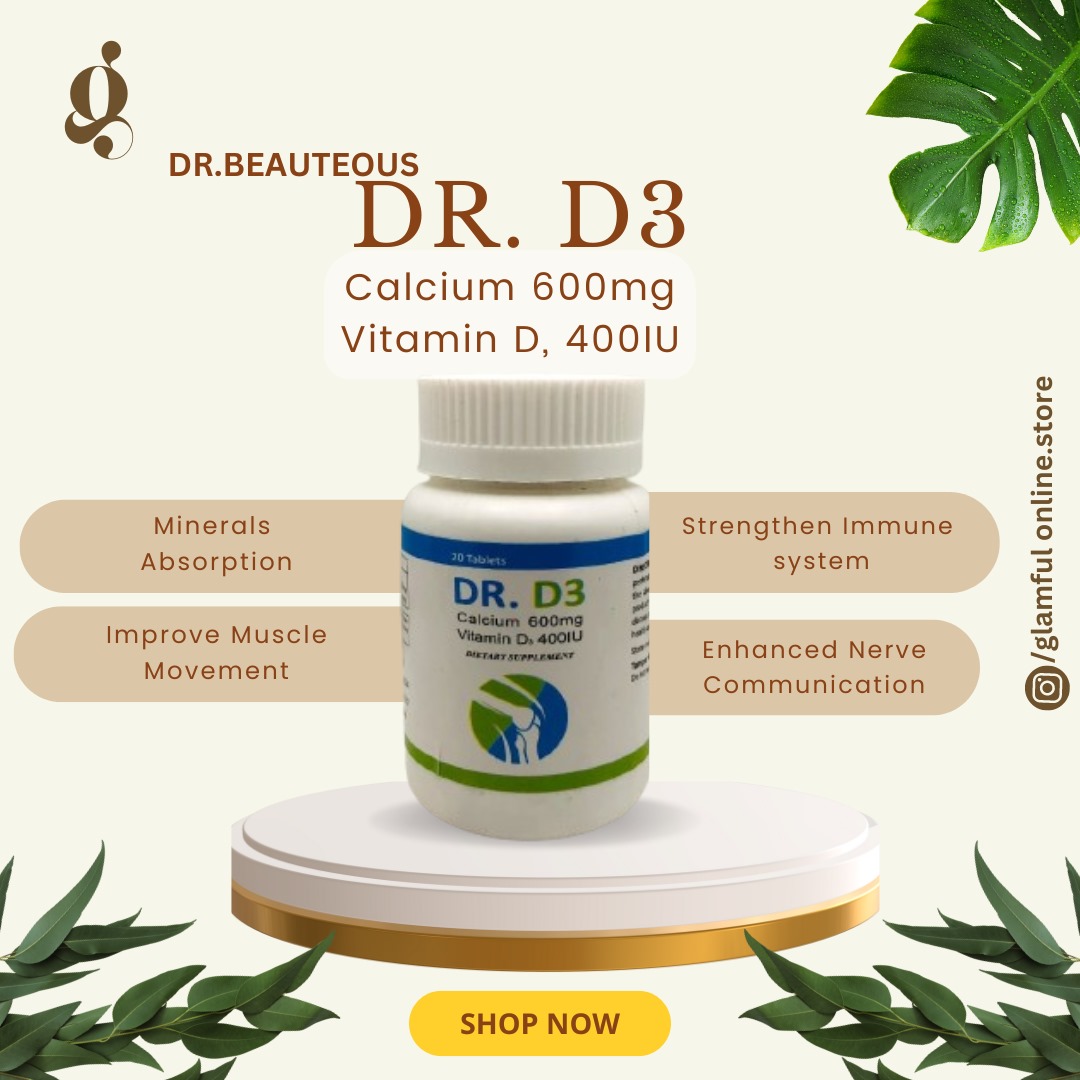 g
DR.BEAUTEOUS
DR. D3
Calcium 600mg
Vitamin D, 400IU
Minerals
Absorption
Strengthen Immune
system
Improve Muscle
Movement
Enhanced Nerve
Communication
20 Tablets
DR. D3
Calcium 600mg
Vitamin D₃ 400IU
DIETARY SUPPLEMENT
/glamful online.store
SHOP NOW